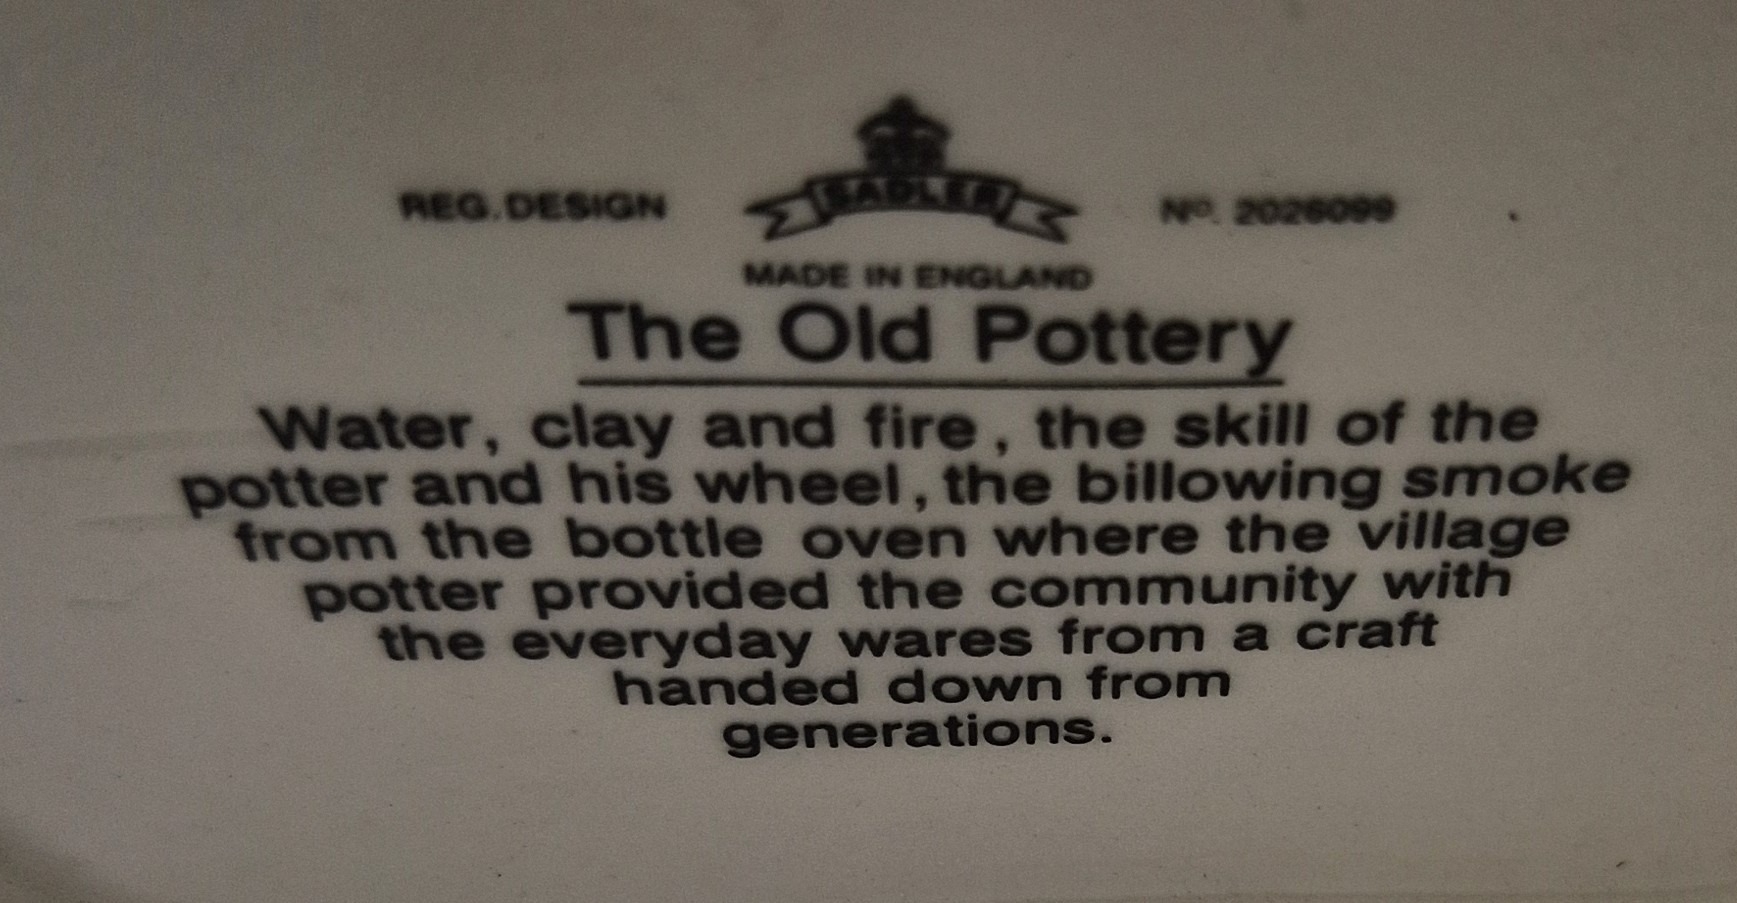 SADLER
REG. DESIGN Nº. 2026099
MADE IN ENGLAND
The Old Pottery
Water, clay and fire, the skill of the
potter and his wheel, the billowing smoke
from the bottle oven where the village
potter provided the community with
the everyday wares from a craft
handed down from
generations.